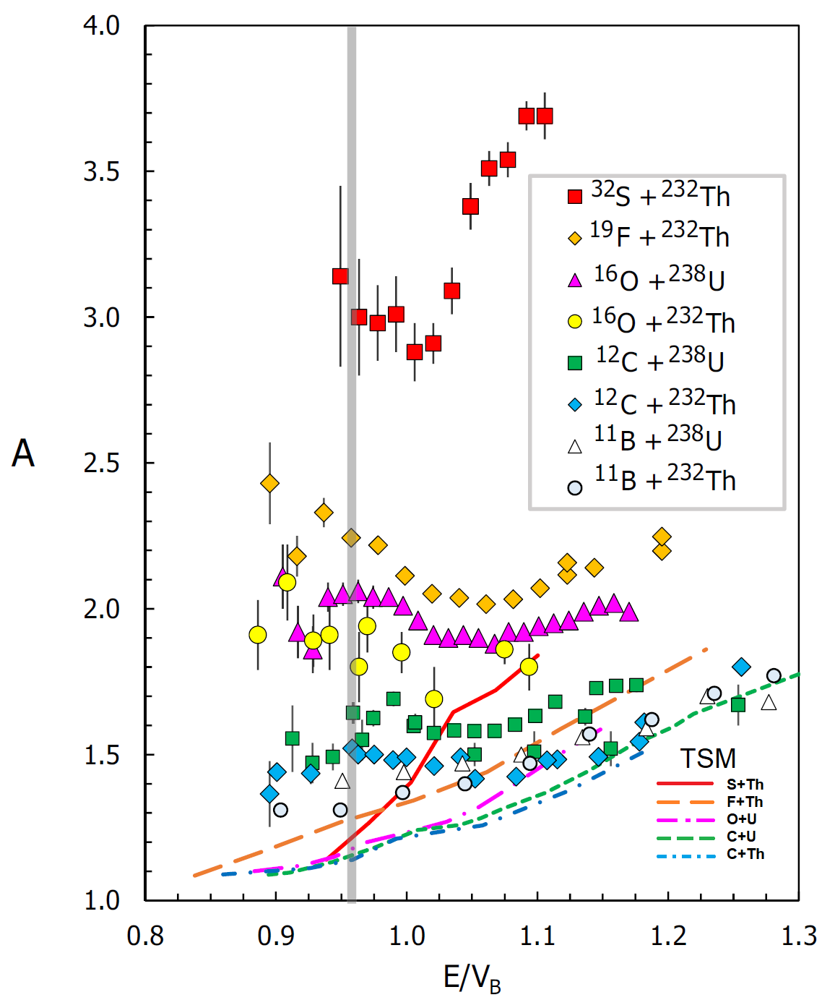 4.0
3.5
3.0
2.5
2.0
1.5
1.0
A
³²S + ²³²Th
¹⁹F + ²³²Th
¹⁶O + ²³⁸U
¹⁶O + ²³²Th
¹²C + ²³⁸U
¹²C + ²³²Th
¹¹B + ²³⁸U
¹¹B + ²³²Th
TSM
S+Th
F+Th
O+U
C+U
C+Th
0.8 0.9 1.0 1.1 1.2 1.3
E/V_B